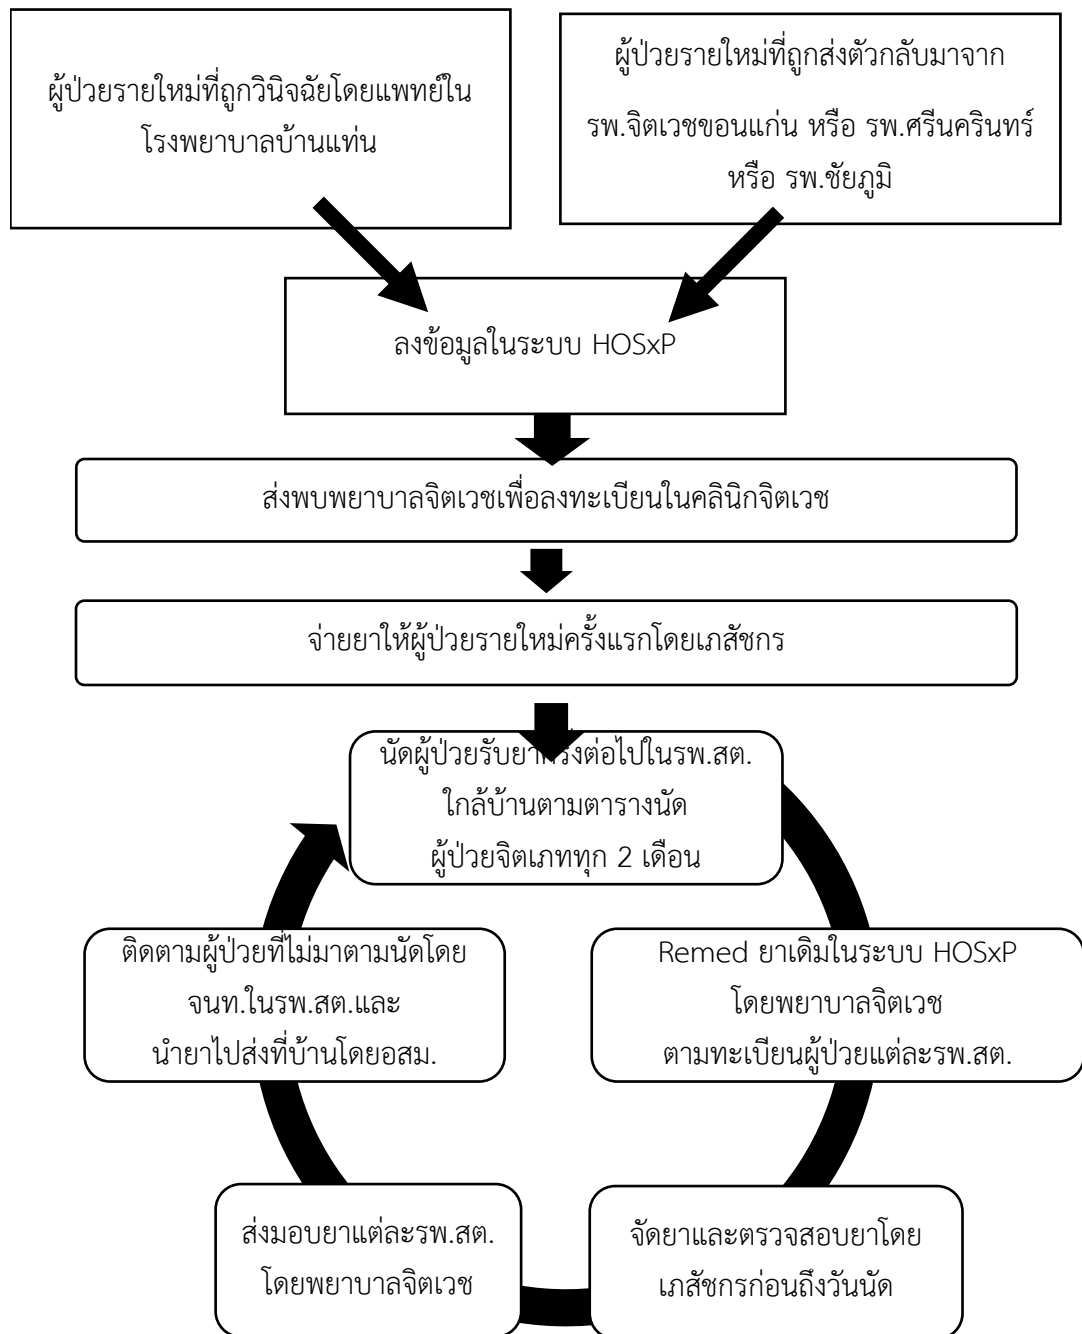 ผู้ป่วยรายใหม่ที่ถูกวินิจฉัยโดยแพทย์ใน
โรงพยาบาลบ้านแท่น
ผู้ป่วยรายใหม่ที่ถูกส่งตัวกลับมาจาก
รพ.จิตเวชขอนแก่น หรือ รพ.ศรีนครินทร์
หรือ รพ.ชัยภูมิ
ลงข้อมูลในระบบ HOSxP
ส่งพบพยาบาลจิตเวชเพื่อลงทะเบียนในคลินิกจิตเวช
จ่ายยาให้ผู้ป่วยรายใหม่ครั้งแรกโดยเภสัชกร
นัดผู้ป่วยรับยาครั้งต่อไปในรพ.สต.
ใกล้บ้านตามตารางนัด
ผู้ป่วยจิตเภททุก 2 เดือน
Remed ยาเดิมในระบบ HOSxP
โดยพยาบาลจิตเวช
ตามทะเบียนผู้ป่วยแต่ละรพ.สต.
จัดยาและตรวจสอบยาโดย
เภสัชกรก่อนถึงวันนัด
ส่งมอบยาแต่ละรพ.สต.
โดยพยาบาลจิตเวช
ติดตามผู้ป่วยที่ไม่มาตามนัดโดย
จนท.ในรพ.สต.และ
นำยาไปส่งที่บ้านโดยอสม.